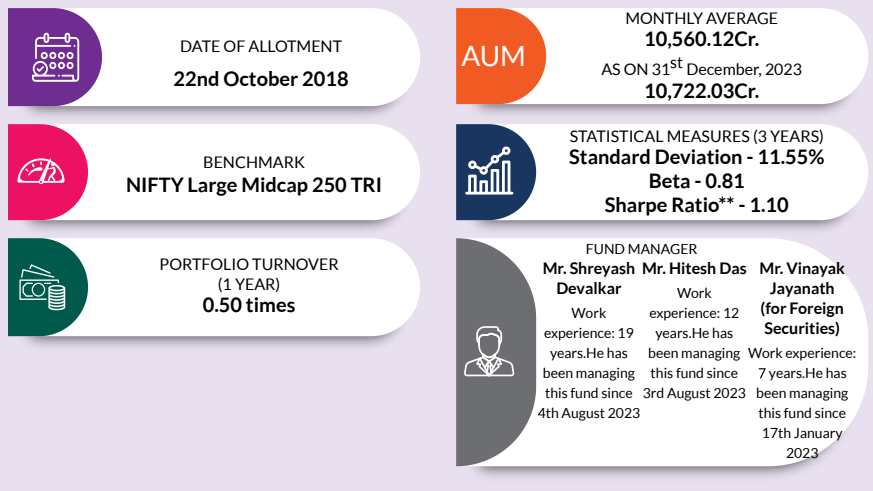 DATE OF ALLOTMENT
22nd October 2018
BENCHMARK
NIFTY Large Midcap 250 TRI
PORTFOLIO TURNOVER
(1 YEAR)
0.50 times
AUM
MONTHLY AVERAGE
10,560.12Cr.
AS ON 31st December, 2023
10,722.03Cr.
STATISTICAL MEASURES (3 YEARS)
Standard Deviation - 11.55%
Beta - 0.81
Sharpe Ratio** - 1.10
FUND MANAGER
Mr. Shreyash
Devalkar
Work
experience: 19
years.He has
been managing
this fund since
4th August 2023
Mr. Hitesh Das
Work
experience: 12
years.He has
been managing
this fund since
3rd August 2023
Mr. Vinayak
Jayanath
(for Foreign
Securities)
Work experience:
7 years.He has
been managing
this fund since
17th January
2023